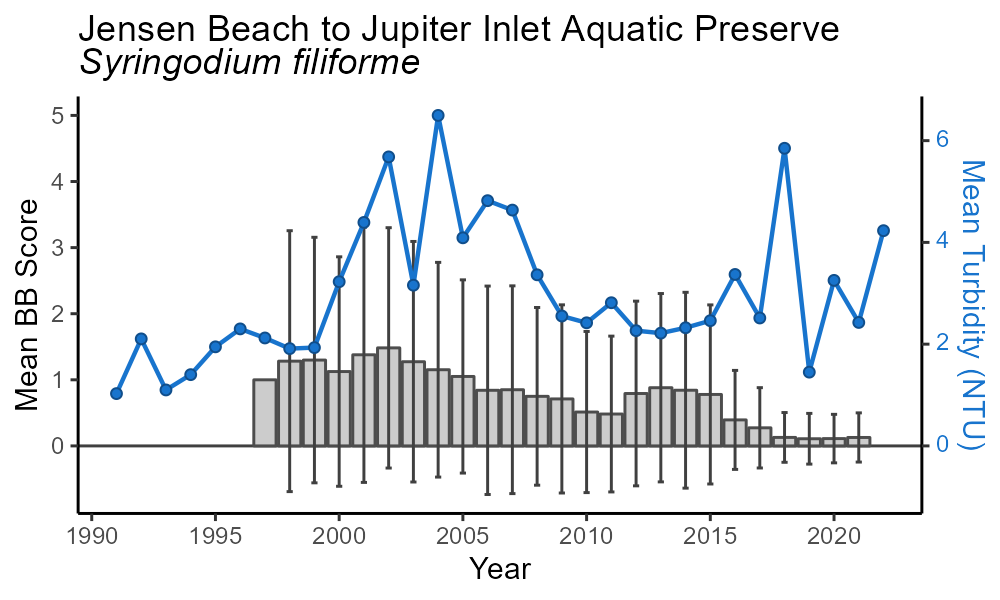 Jensen Beach to Jupiter Inlet Aquatic Preserve
Syringodium filiforme
5
4
3
2
1
0
Mean BB Score
6
4
2
0
Mean Turbidity (NTU)
1990 1995 2000 2005 2010 2015 2020
Year